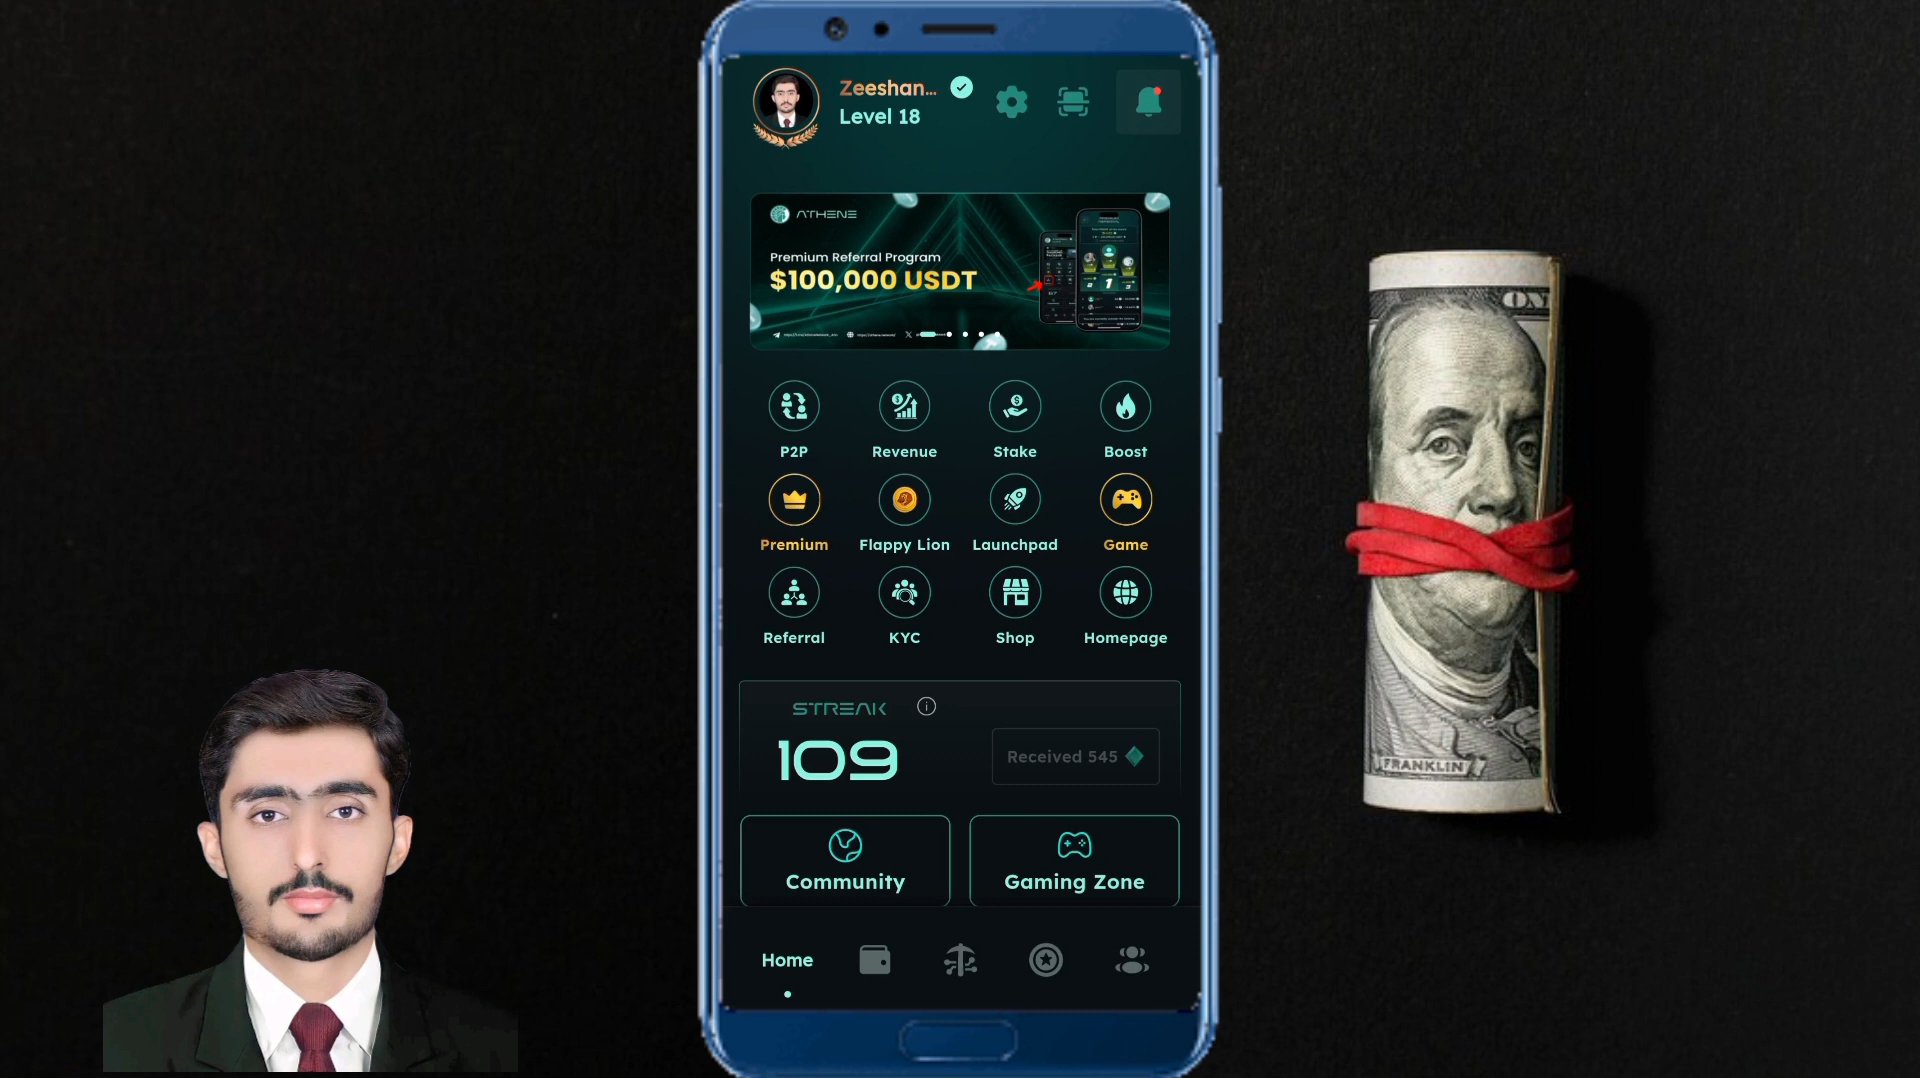 Zeeshan...
Level 18
ATHENE
Premium Referral Program
$100,000 USDT
P2P
Revenue
Stake
Boost
Premium
Flappy Lion
Launchpad
Game
Referral
KYC
Shop
Homepage
STREAK
109
Received 545
Community
Gaming Zone
Home
FRANKLIN